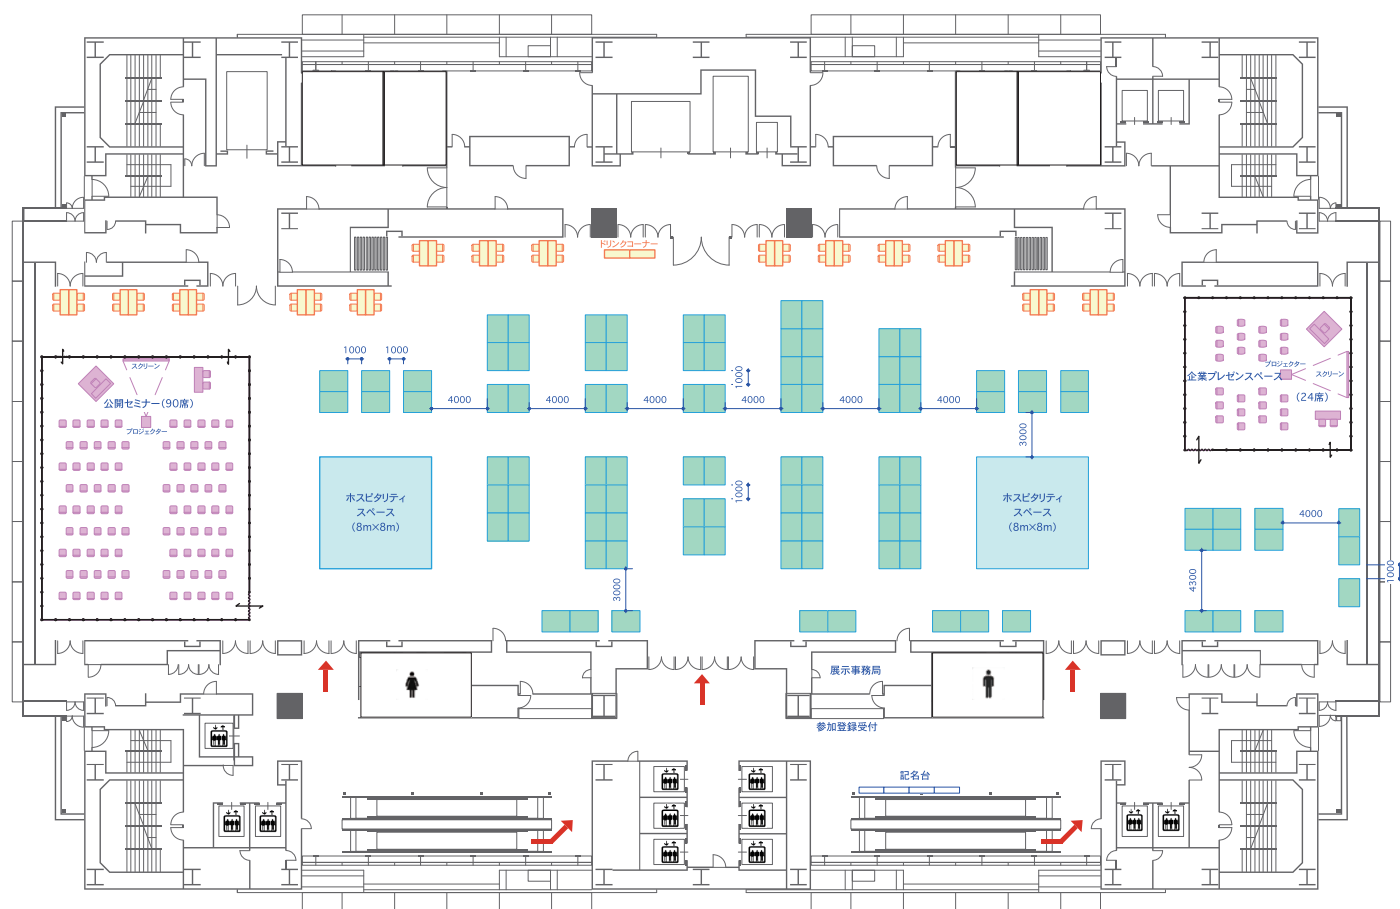 ドリンクコーナー
スクリーン
公開セミナー(90席)
プロジェクター
1000
1000
4000
4000
4000
4000
4000
4000
1000
3000
プロジェクター
スクリーン
企業プレゼンスペース
(24席)
ホスピタリティ
スペース
(8m×8m)
1000
ホスピタリティ
スペース
(8m×8m)
3000
4000
4300
1000
展示事務局
参加登録受付
記名台